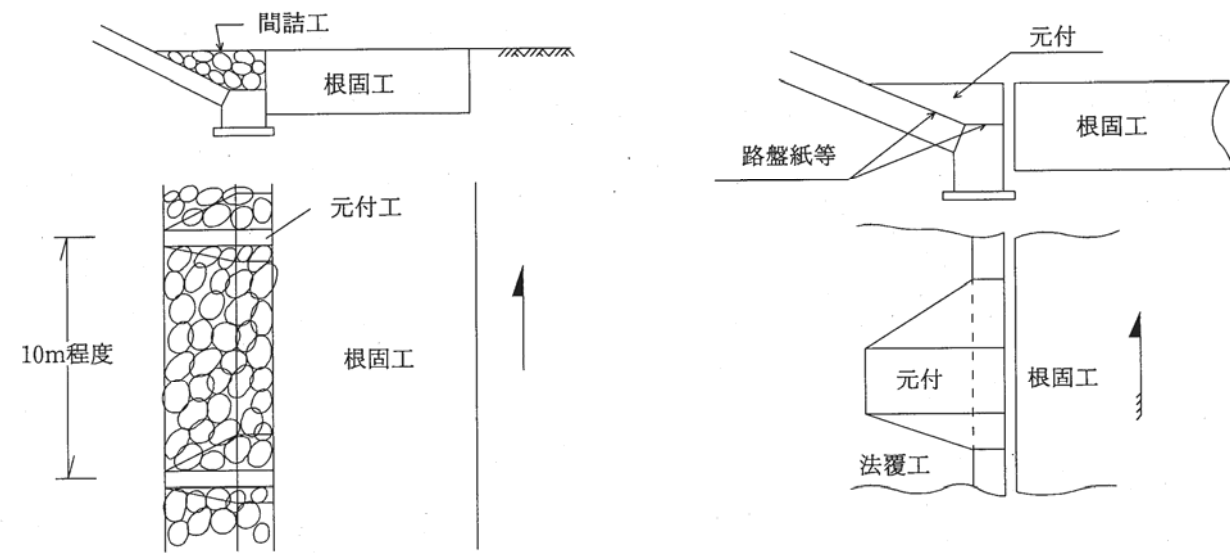 間詰工
根固工
元付工
10m程度
根固工
元付
根固工
路盤紙等
元付
根固工
法覆工